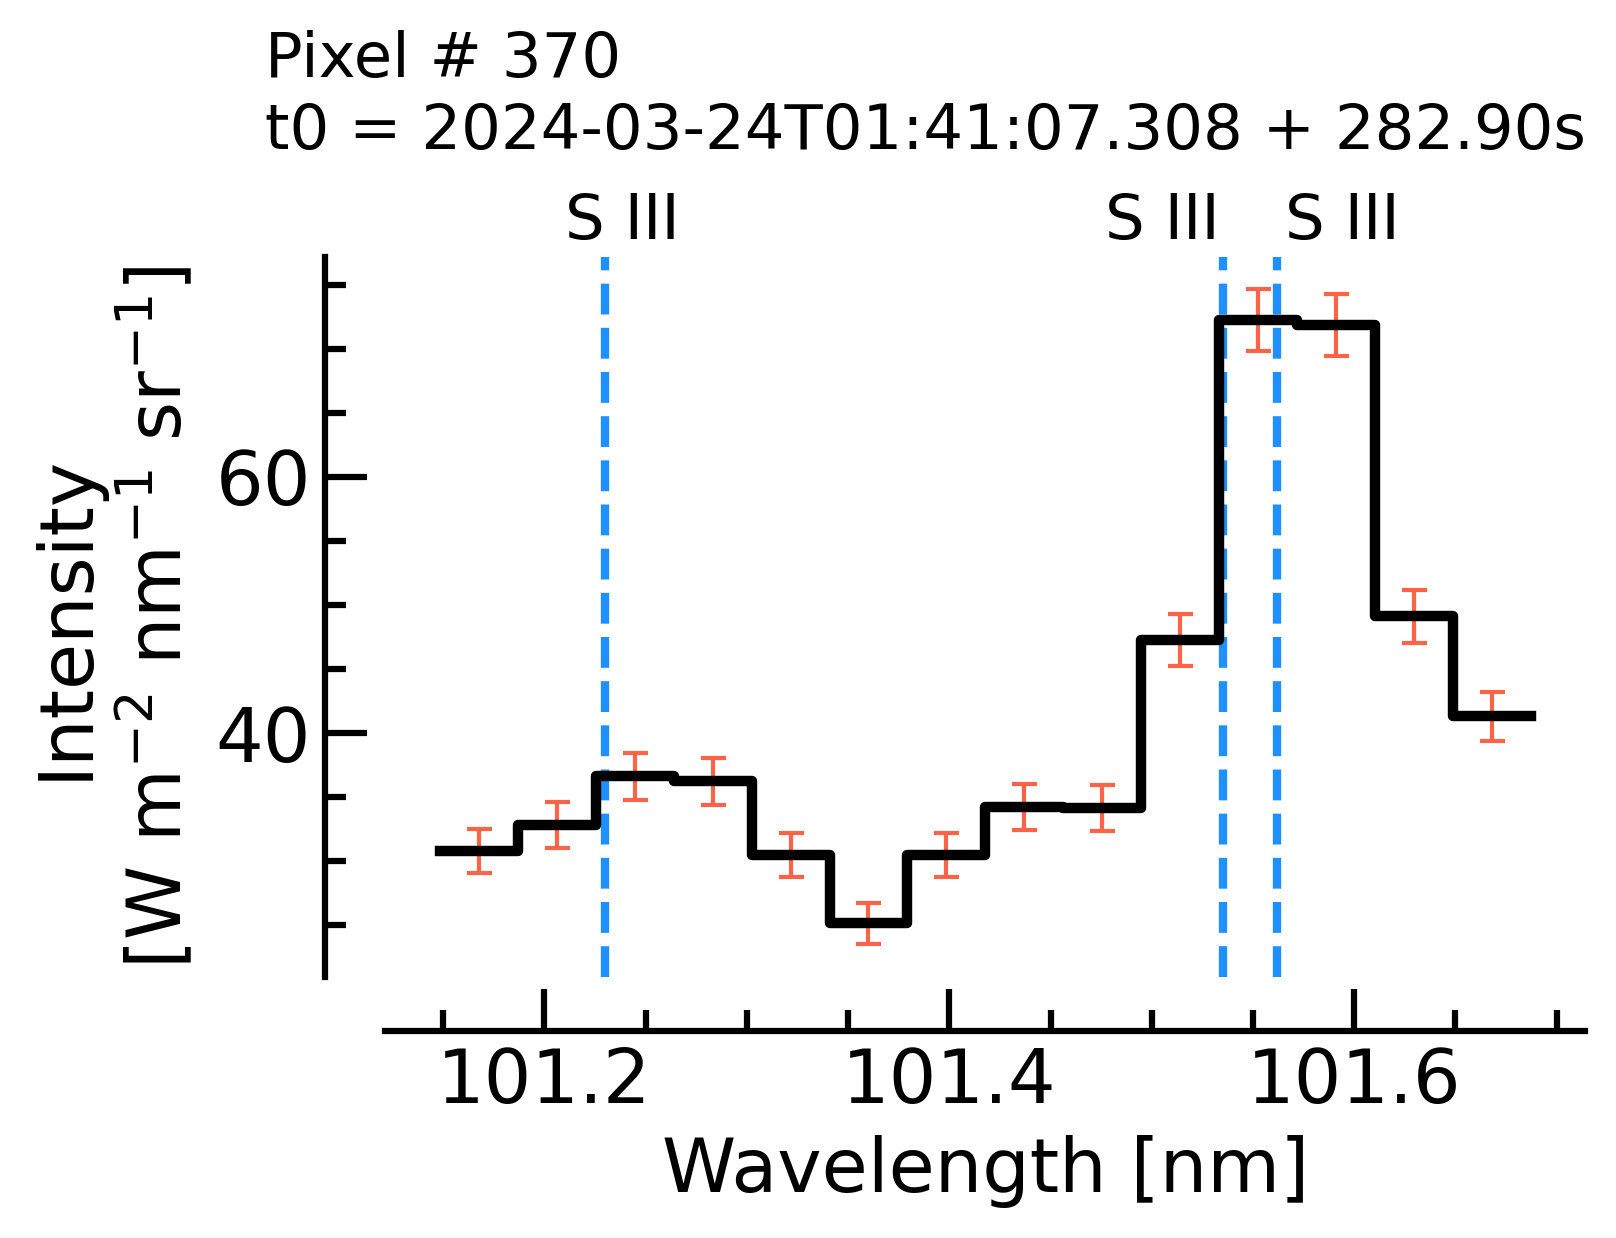 Pixel # 370
t0 = 2024-03-24T01:41:07.308 + 282.90s
S III S III S III
Intensity
[W m⁻² nm⁻¹ sr⁻¹]
60
40
101.2 101.4 101.6
Wavelength [nm]